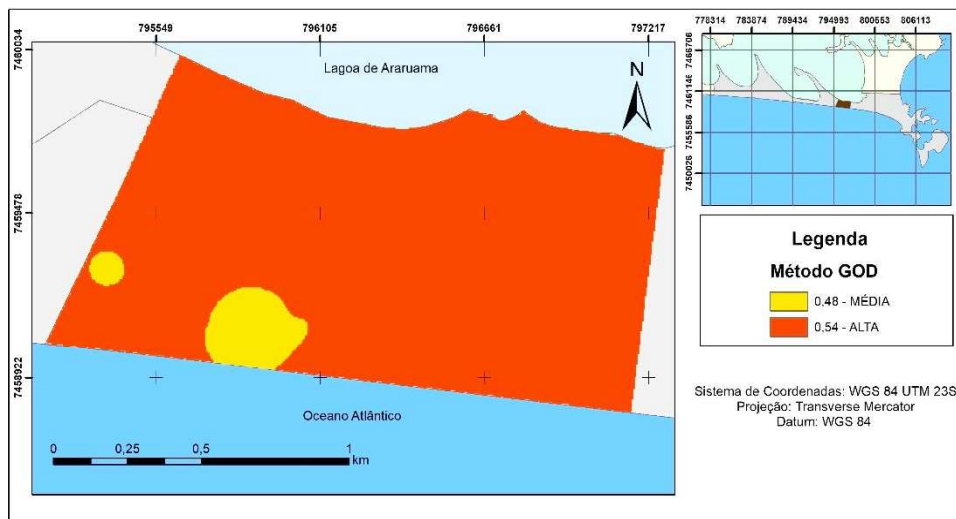 795549 796105 796661 797217
7460034
7459478
7458922
Lagoa de Araruama
N
Oceano Atlântico
0 0,25 0,5 1
km
778314 783874 789434 794993 800553 806113
7466706
7461146
7455586
7450026
Legenda
Método GOD
0,48 - MÉDIA
0,54 - ALTA
Sistema de Coordenadas: WGS 84 UTM 23S
Projeção: Transverse Mercator
Datum: WGS 84